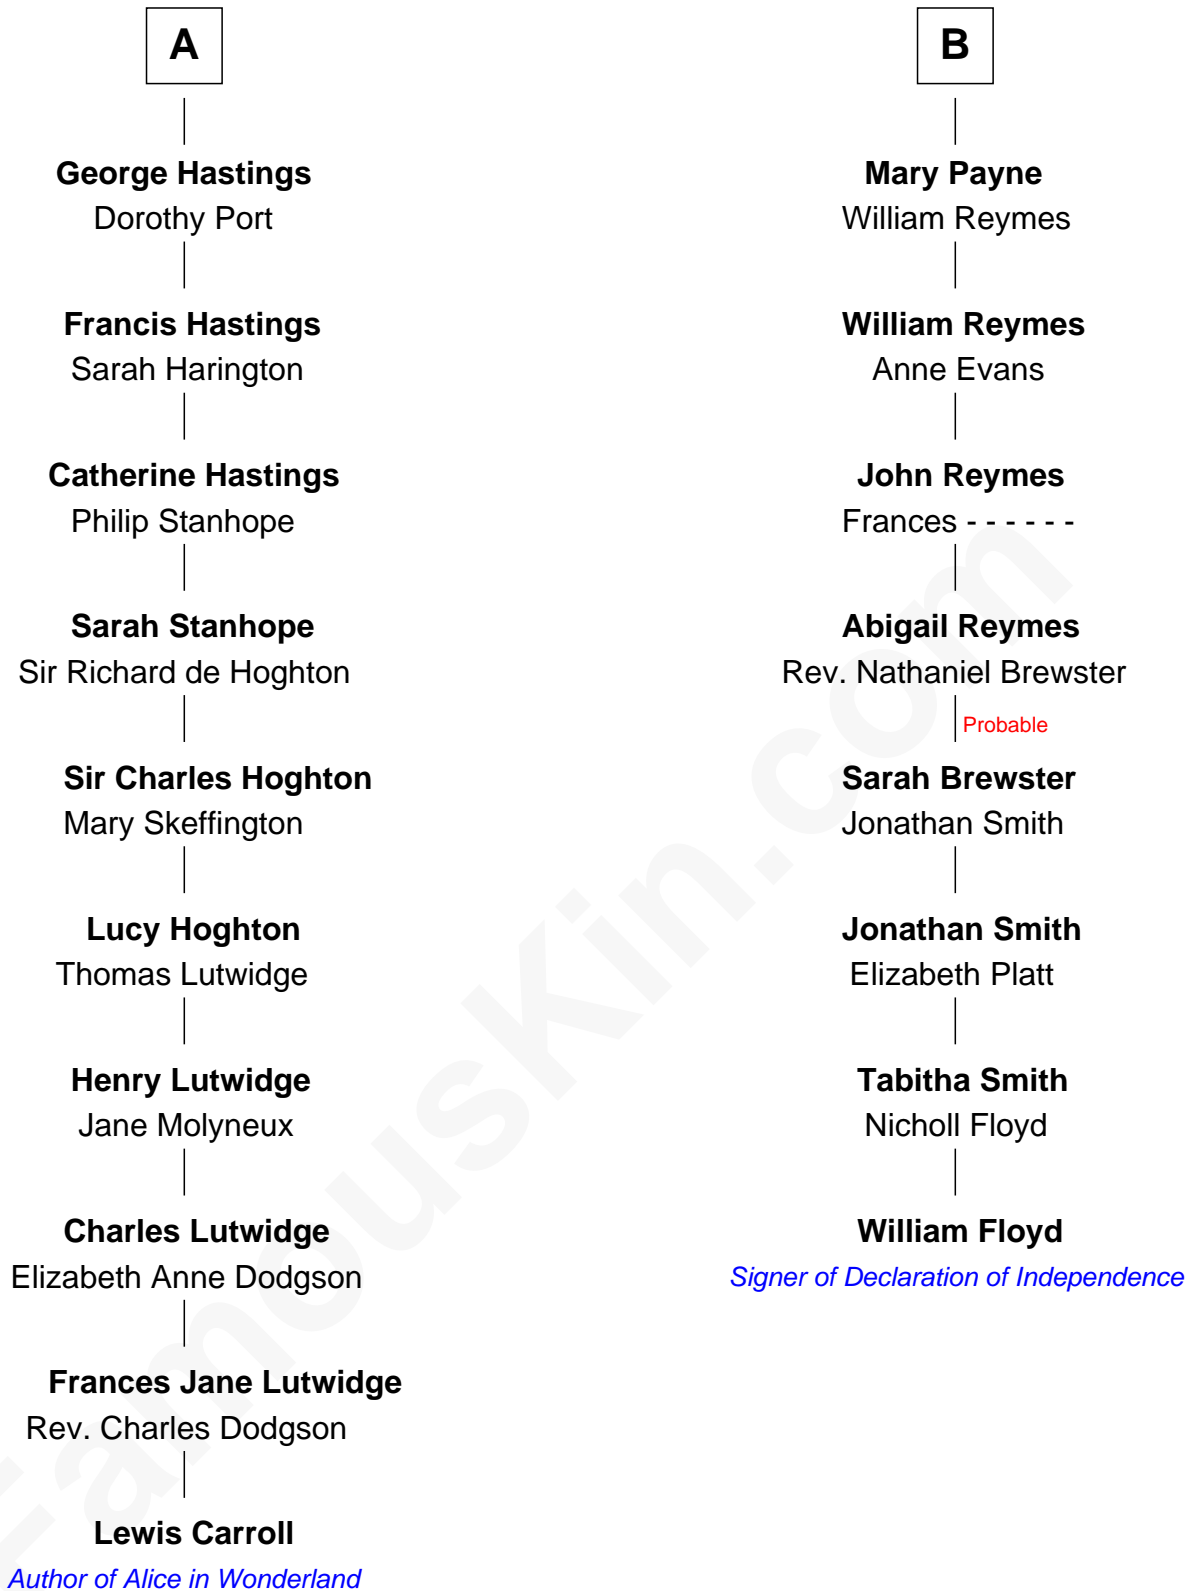 A
George Hastings
Dorothy Port
Francis Hastings
Sarah Harington
Catherine Hastings
Philip Stanhope
Sarah Stanhope
Sir Richard de Hoghton
Sir Charles Hoghton
Mary Skeffington
Lucy Hoghton
Thomas Lutwidge
Henry Lutwidge
Jane Molyneux
Charles Lutwidge
Elizabeth Anne Dodgson
Frances Jane Lutwidge
Rev. Charles Dodgson
Lewis Carroll
Author of Alice in Wonderland
B
Mary Payne
William Reymes
William Reymes
Anne Evans
John Reymes
Frances - - - - - -
Abigail Reymes
Rev. Nathaniel Brewster
Probable
Sarah Brewster
Jonathan Smith
Jonathan Smith
Elizabeth Platt
Tabitha Smith
Nicholl Floyd
William Floyd
Signer of Declaration of Independence
FamousKin.com